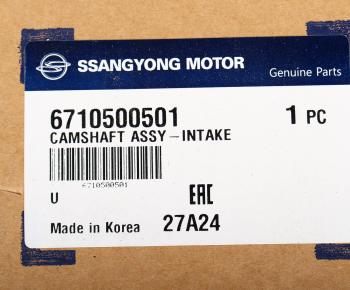 SSANGYONG MOTOR
Genuine Parts
6710500501 1 PC
CAMSHAFT ASSY-INTAKE
6710500501
U EAC
Made in Korea 27A24